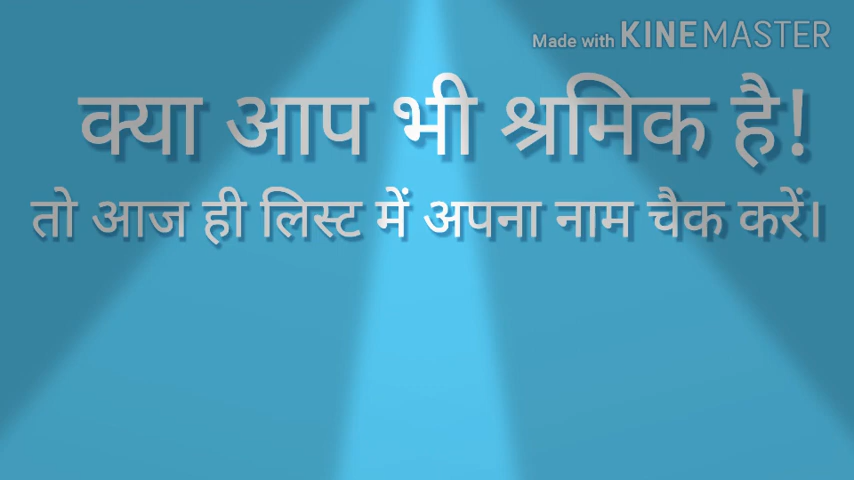 Made with KINEMASTER
क्या आप भी श्रमिक है!
तो आज ही लिस्ट में अपना नाम चैक करें।